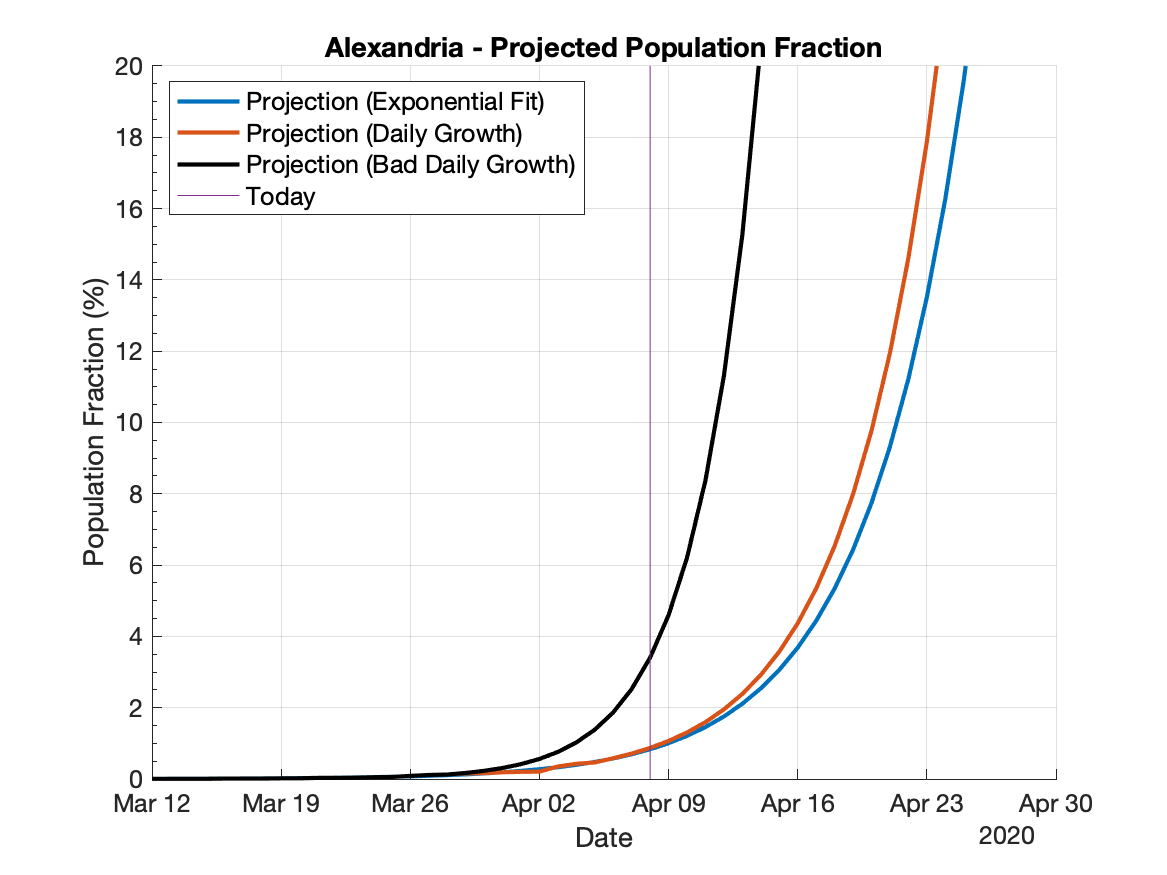 Alexandria - Projected Population Fraction
Projection (Exponential Fit)
Projection (Daily Growth)
Projection (Bad Daily Growth)
Today
Population Fraction (%)
20
18
16
14
12
10
8
6
4
2
0
Mar 12 Mar 19 Mar 26 Apr 02 Apr 09 Apr 16 Apr 23 Apr 30
Date
2020